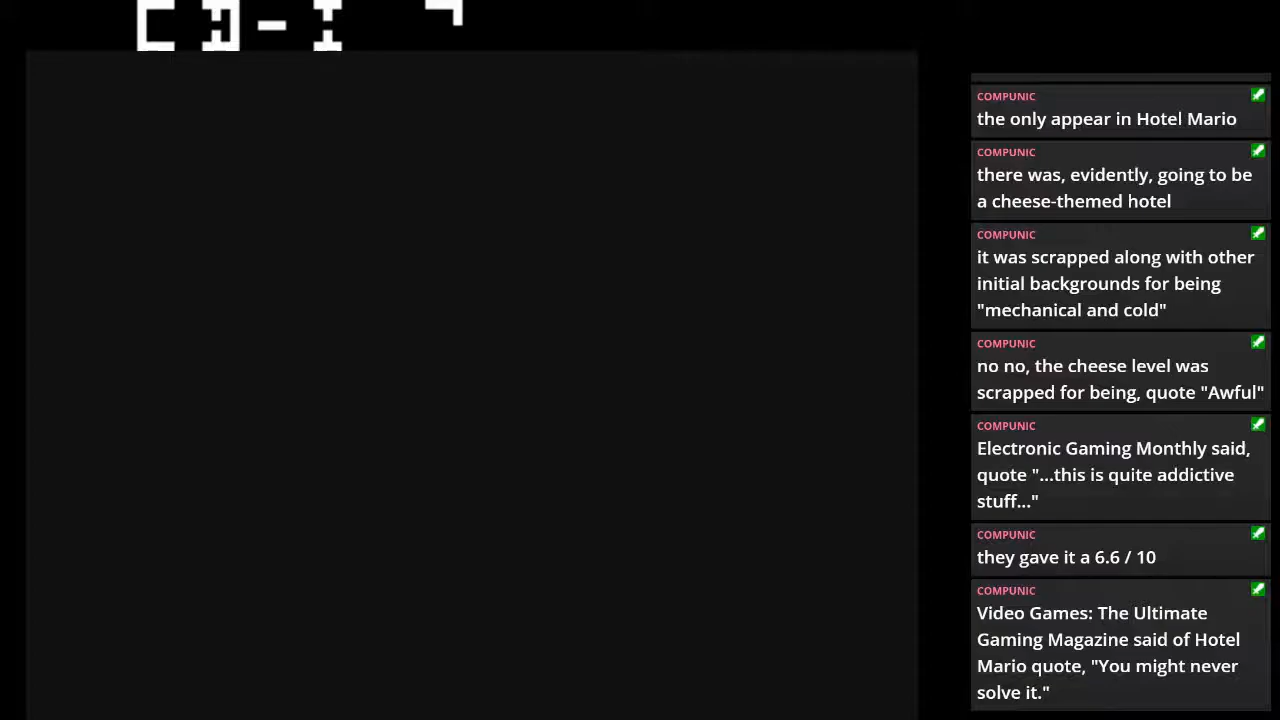 CD-I
COMPUNIC
the only appear in Hotel Mario
COMPUNIC
there was, evidently, going to be
a cheese-themed hotel
COMPUNIC
it was scrapped along with other
initial backgrounds for being
"mechanical and cold"
COMPUNIC
no no, the cheese level was
scrapped for being, quote "Awful"
COMPUNIC
Electronic Gaming Monthly said,
quote "...this is quite addictive
stuff..."
COMPUNIC
they gave it a 6.6 / 10
COMPUNIC
Video Games: The Ultimate
Gaming Magazine said of Hotel
Mario quote, "You might never
solve it."